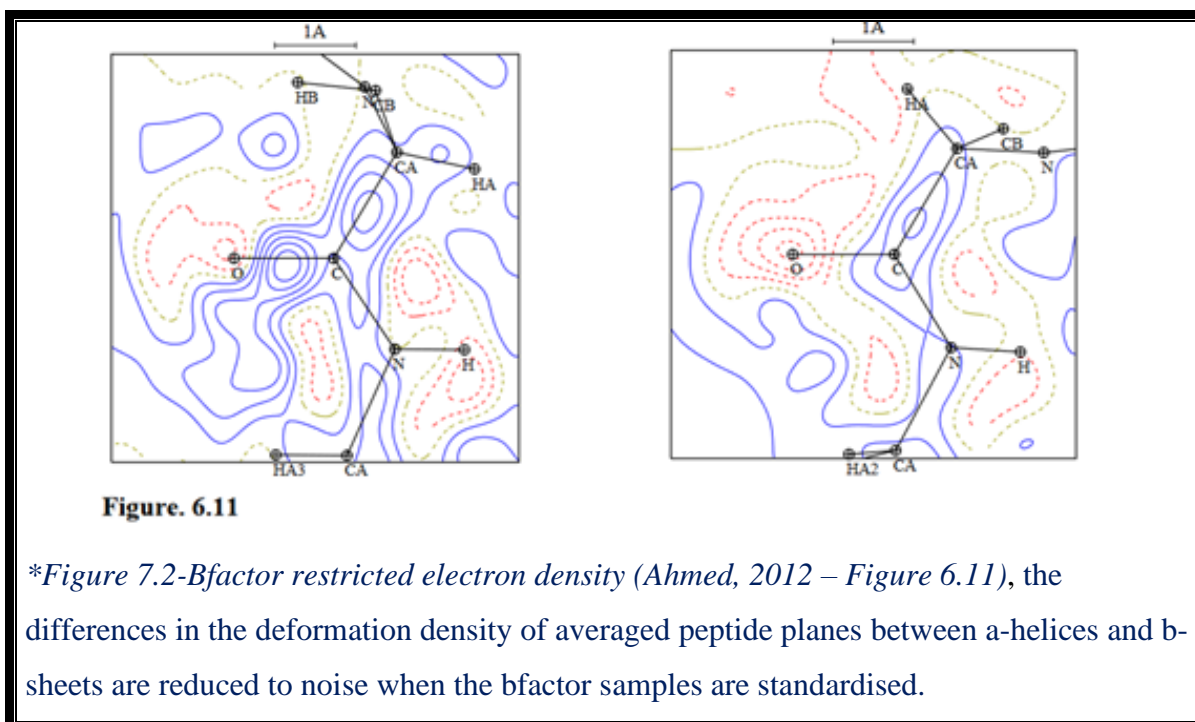 1A
1A
HB
N
CB
CA
HA
O
C
N
H
HA3
CA
HA
CB
CA
N
O
C
N
H
HA2
CA
Figure. 6.11
*Figure 7.2-Bfactor restricted electron density (Ahmed, 2012 – Figure 6.11), the
differences in the deformation density of averaged peptide planes between a-helices and b-
sheets are reduced to noise when the bfactor samples are standardised.